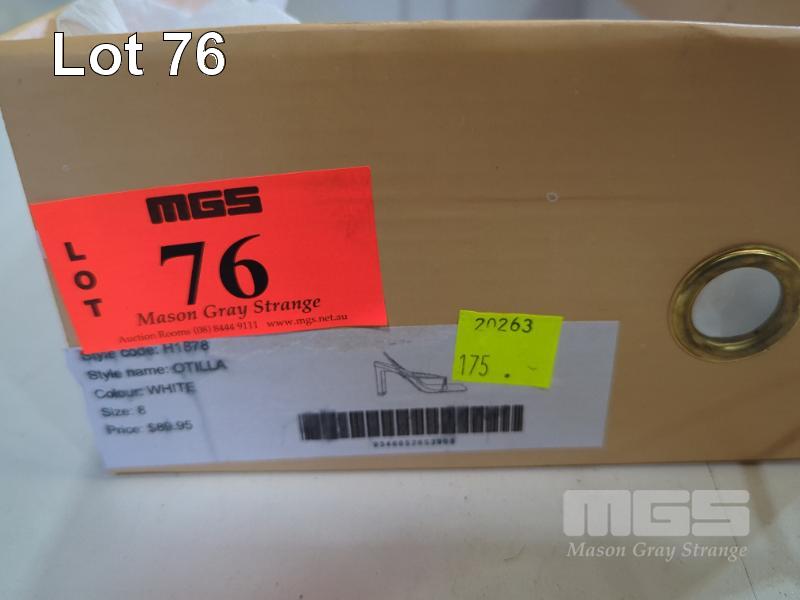 Lot 76
MGS
LOT
76
Mason Gray Strange
Auction Rooms (08) 8444 9111 www.mgs.net.au
20263
175 . -
Style code: H1878
Style name: OTILLA
Colour: WHITE
Size: 6
Price: $89.95
MGS
Mason Gray Strange